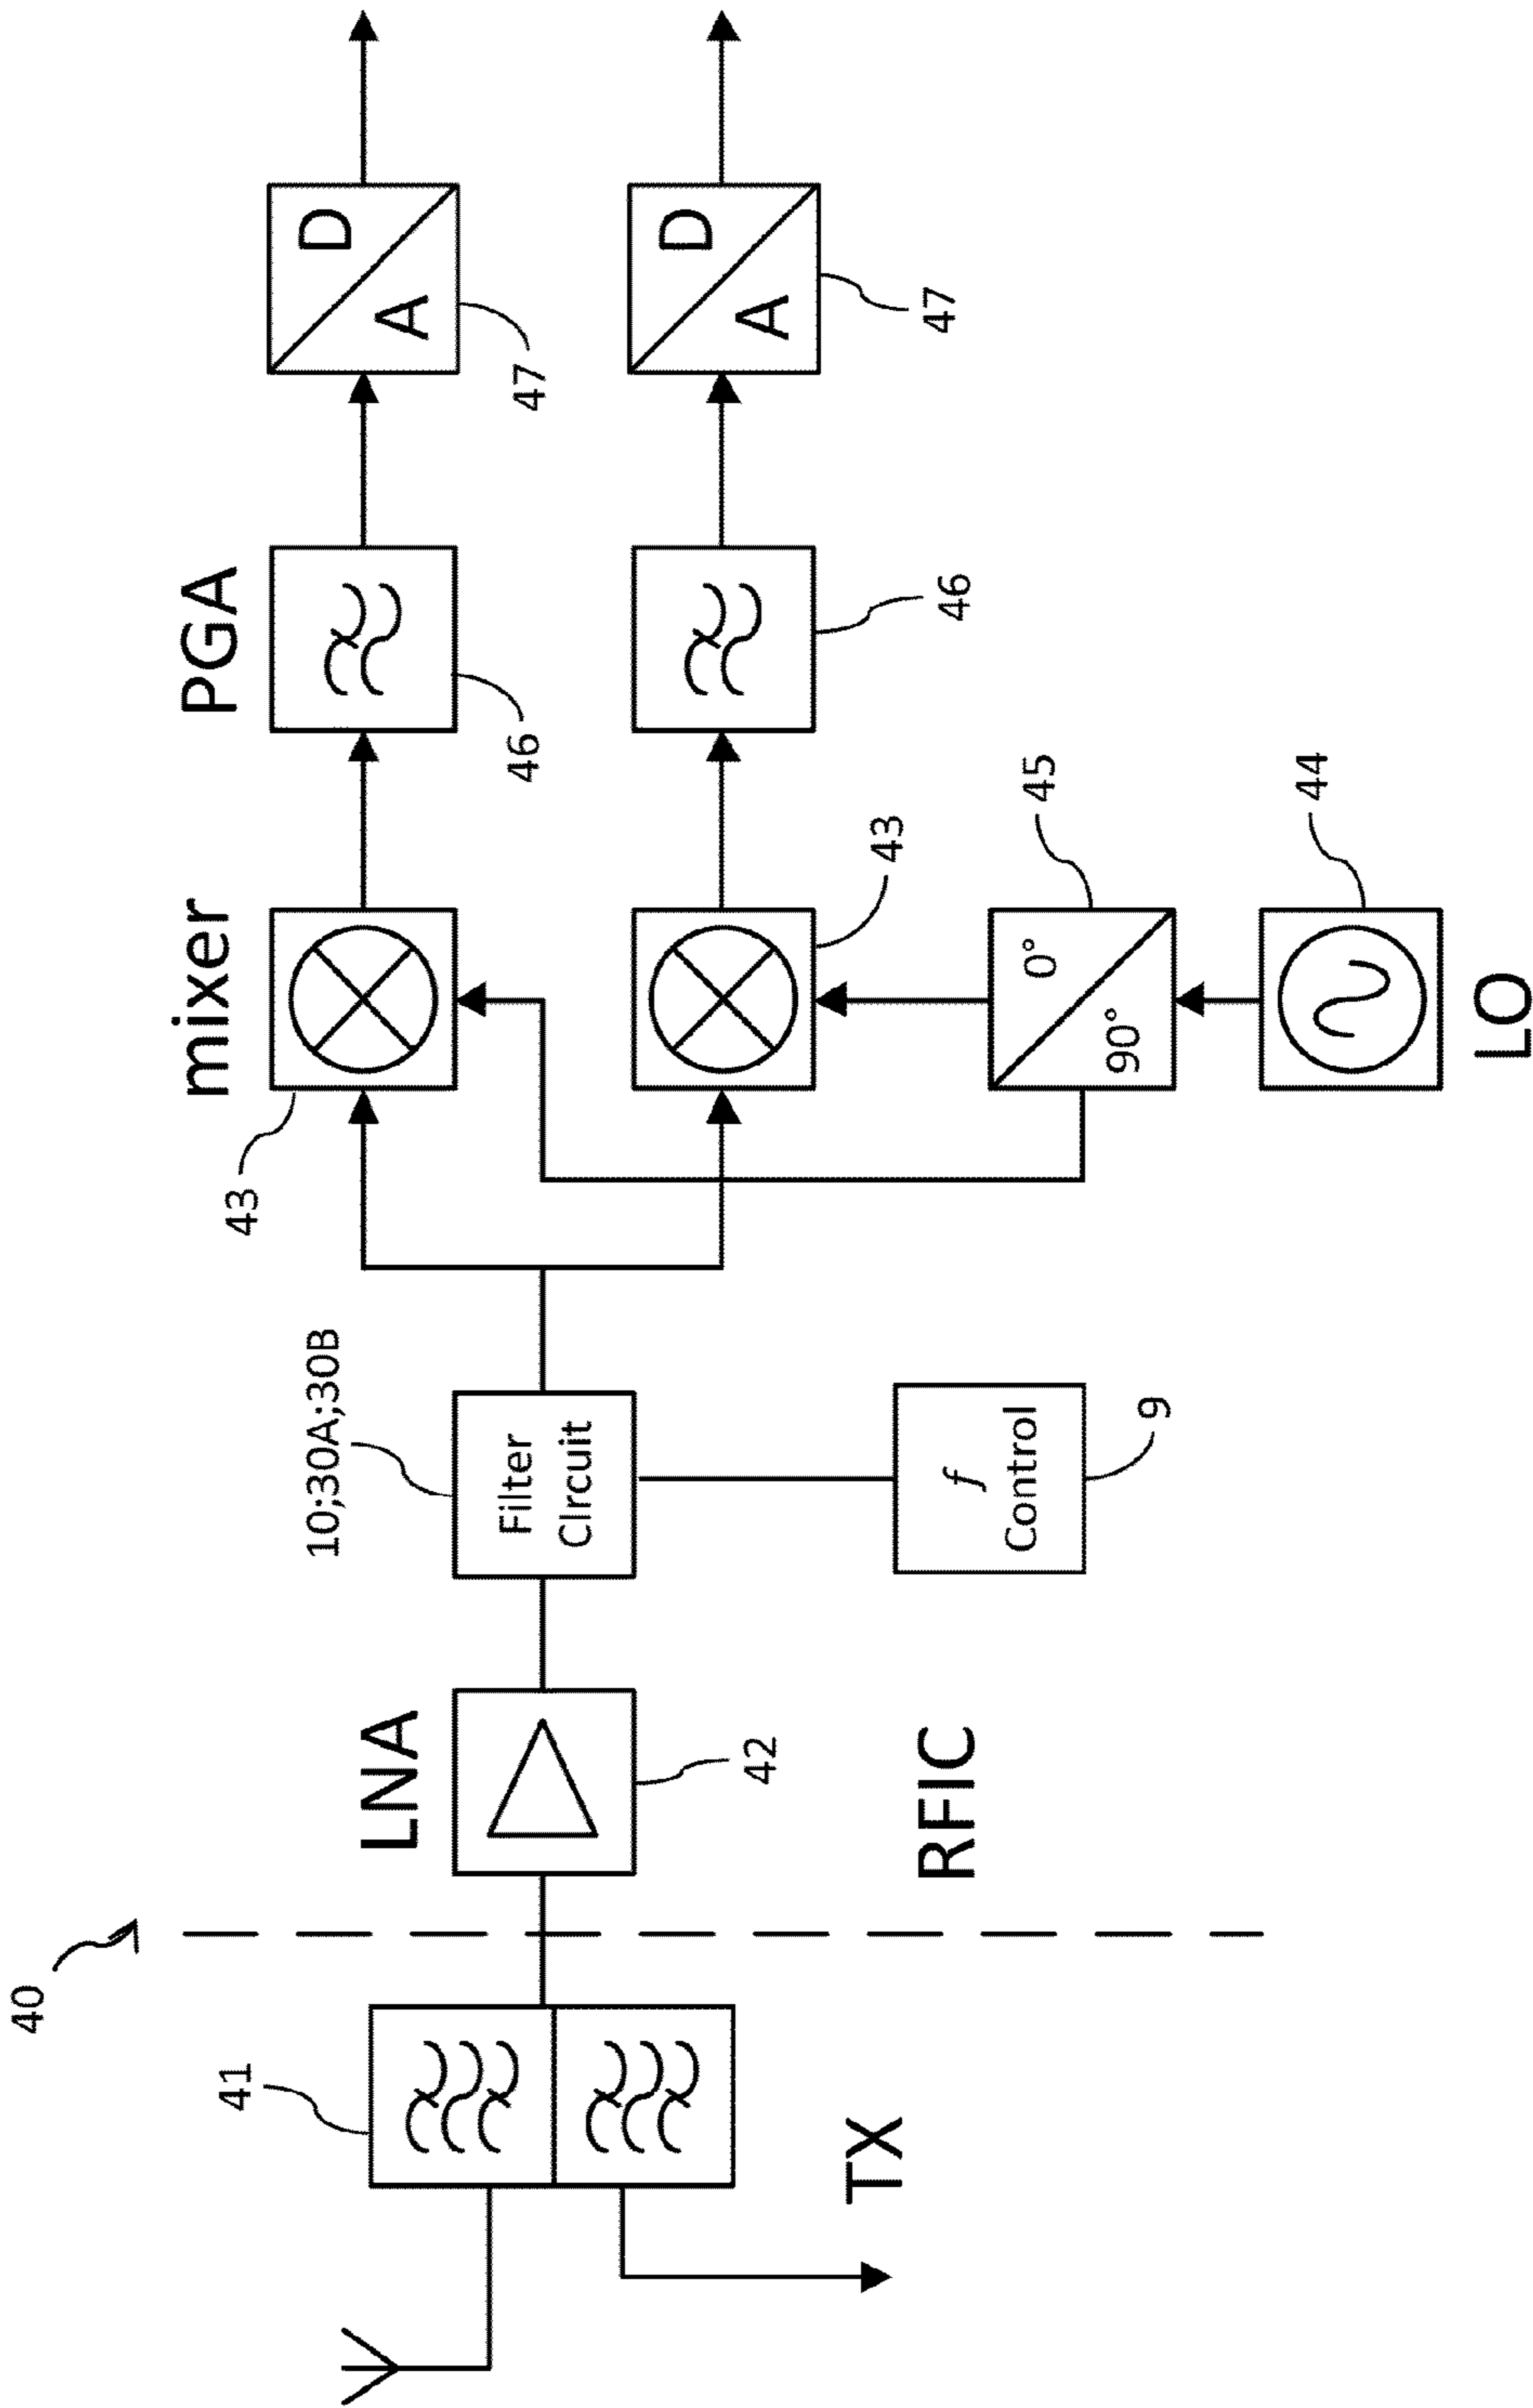 40
41
TX
LNA
42
RFIC
10;30A;30B
Filter
CIrcuit
f
Control
9
mixer
43
43
0°
90°
45
44
LO
PGA
46
46
D
A
47
D
A
47